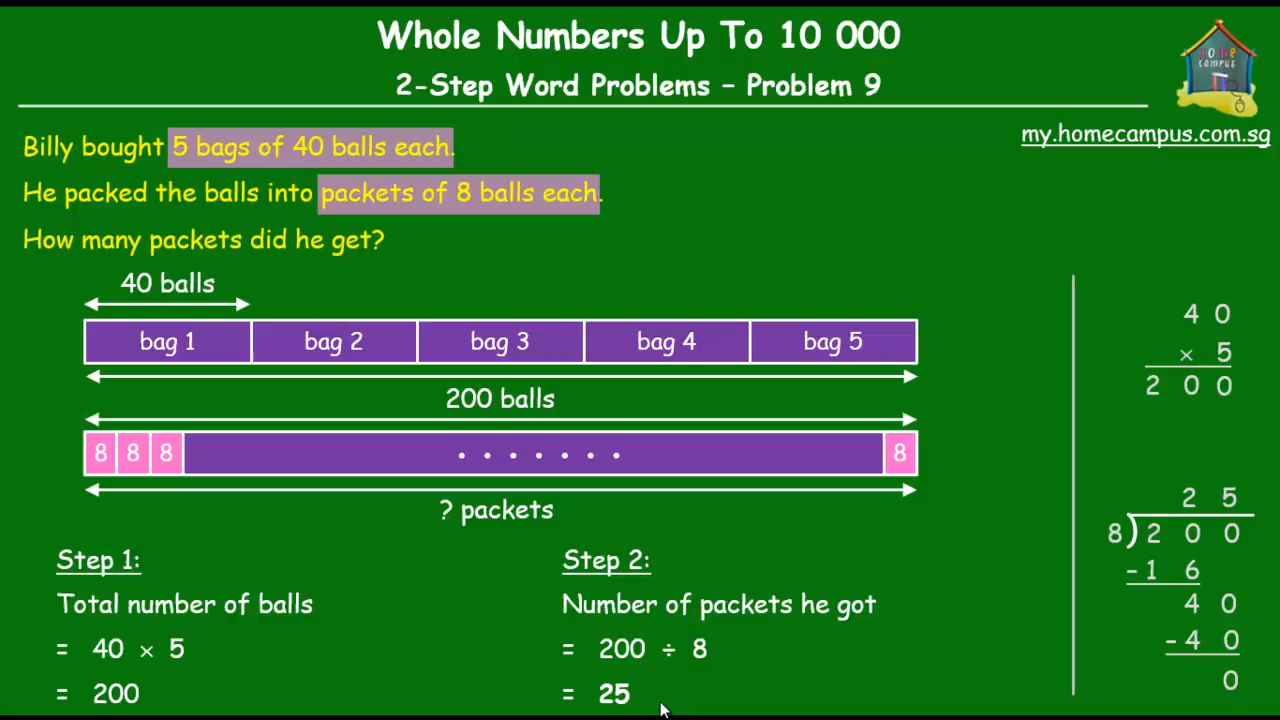 Whole Numbers Up To 10 000
2-Step Word Problems – Problem 9
Home
campus
my.homecampus.com.sg
Billy bought 5 bags of 40 balls each.
He packed the balls into packets of 8 balls each.
How many packets did he get?
40 balls
bag 1 bag 2 bag 3 bag 4 bag 5
200 balls
8 8 8 . . . . . . . 8
? packets
Step 1:
Total number of balls
= 40 × 5
= 200
Step 2:
Number of packets he got
= 200 ÷ 8
= 25
4 0
× 5
2 0 0
2 5
8)2 0 0
-1 6
4 0
-4 0
0